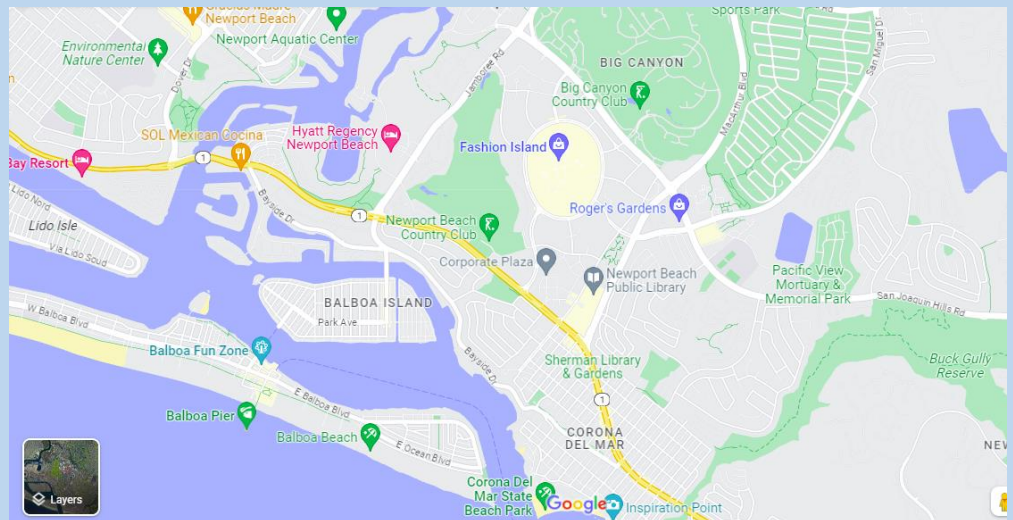 Newport Beach
Sports Park
Newport Aquatic Center
Environmental
Nature Center
Dover Dr
Jamboree Rd
BIG CANYON
San Miguel Dr
Big Canyon
Country Club
MacArthur Blvd
SOL Mexican Cocina
Hyatt Regency
Newport Beach
Fashion Island
Bay Resort
1
Lido Nord
Bayside Dr
1
Roger's Gardens
Lido Isle
Newport Beach
Country Club
Via Lido Soud
Corporate Plaza
Newport Beach
Public Library
Pacific View
Mortuary &
Memorial Park
San Joaquin Hills Rd
BALBOA ISLAND
W Balboa Blvd
Park Ave
Balboa Fun Zone
Bayside Dr
Sherman Library
& Gardens
Buck Gully
Reserve
E Balboa Blvd
1
Balboa Pier
Balboa Beach
E Ocean Blvd
CORONA
DEL MAR
NEW
Layers
Corona Del
Mar State
Beach Park
Google
Inspiration Point